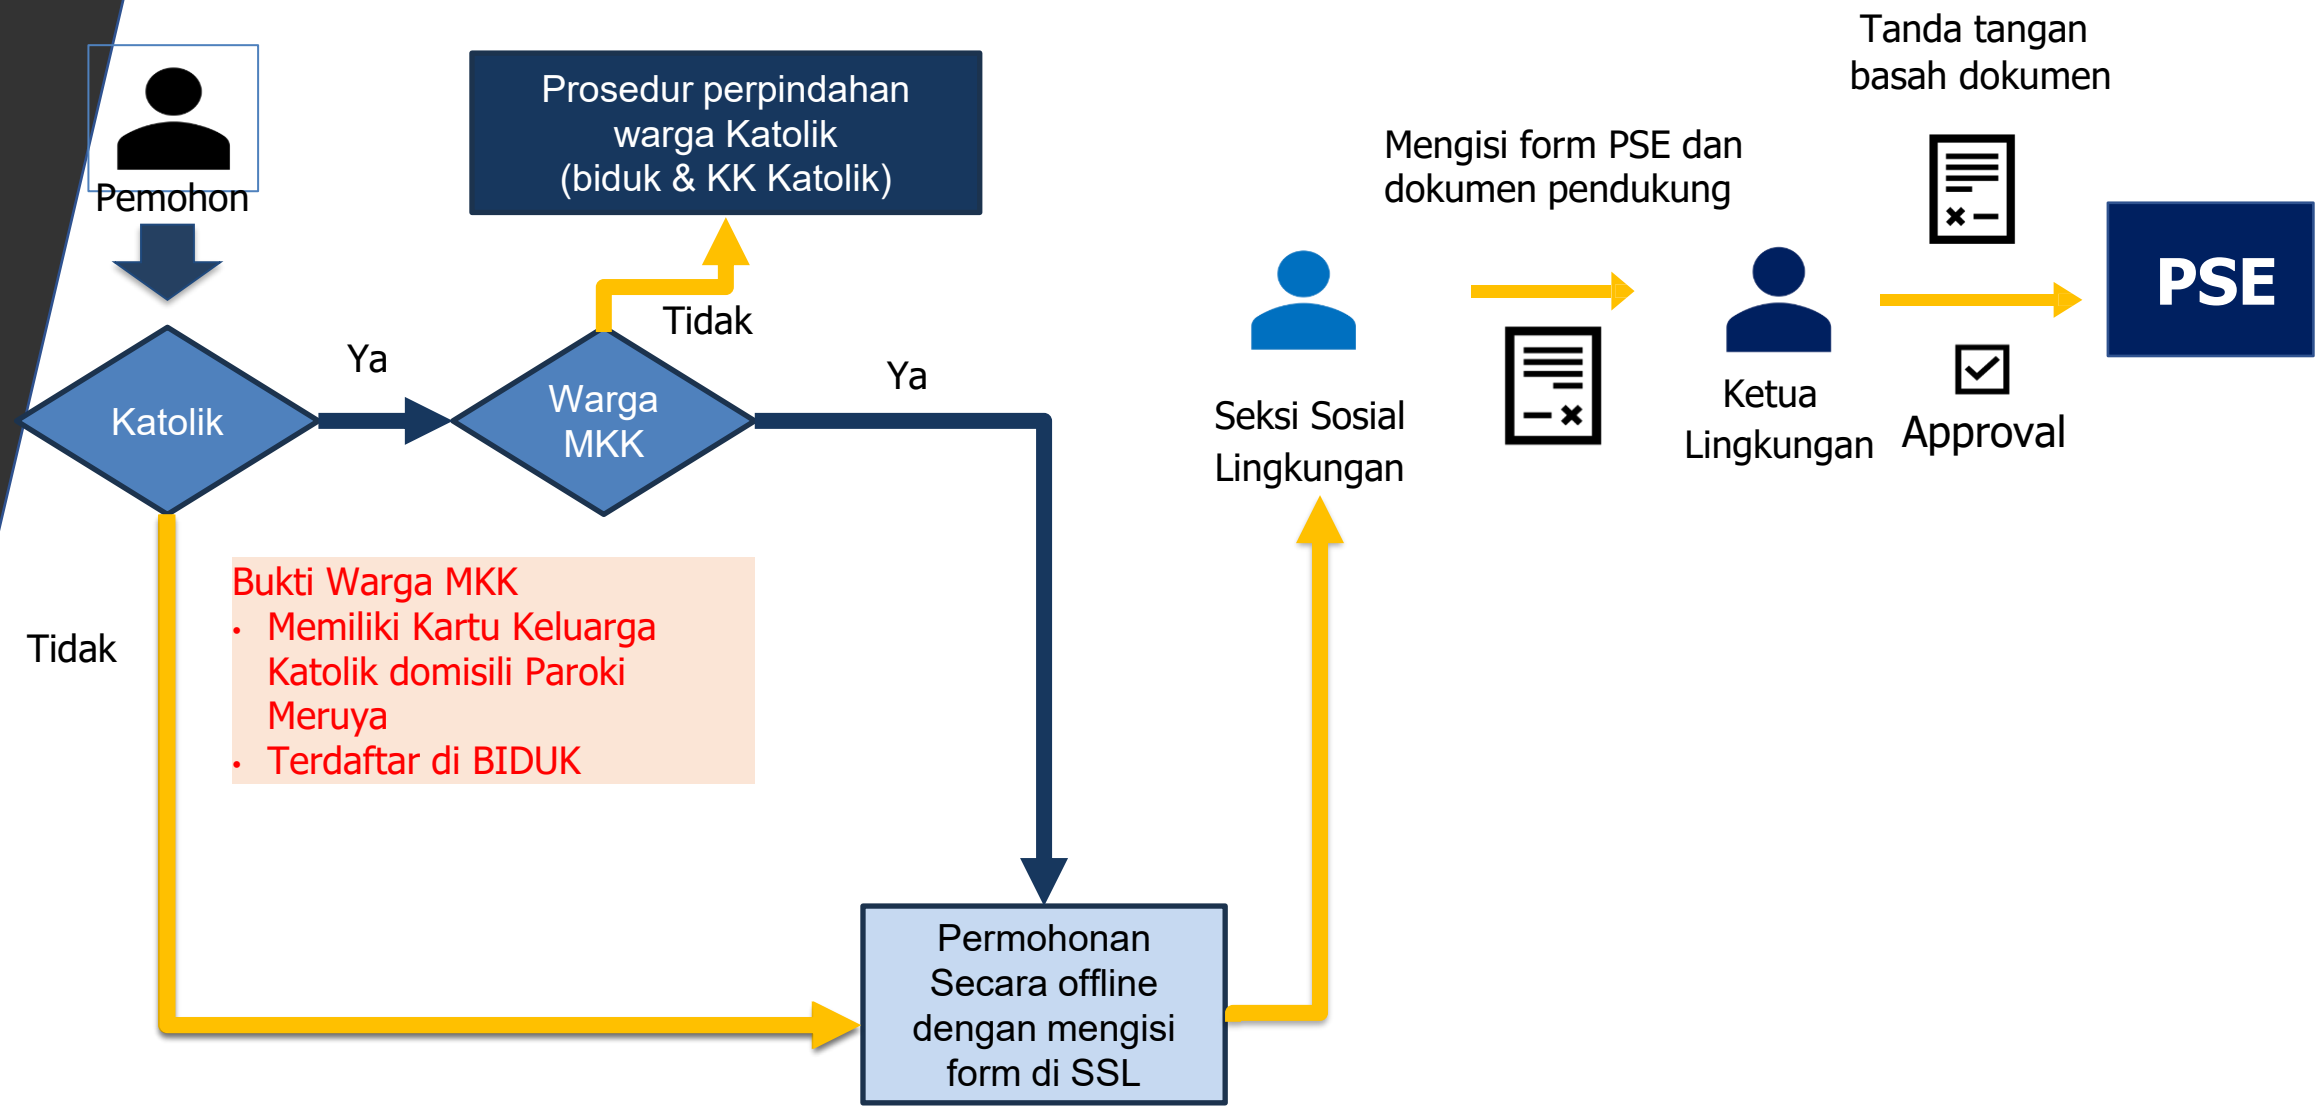 Pemohon
Prosedur perpindahan
warga Katolik
(biduk & KK Katolik)
Tidak
Katolik
Ya
Warga
MKK
Ya
Tidak
Bukti Warga MKK
• Memiliki Kartu Keluarga
Katolik domisili Paroki
Meruya
• Terdaftar di BIDUK
Permohonan
Secara offline
dengan mengisi
form di SSL
Seksi Sosial
Lingkungan
Mengisi form PSE dan
dokumen pendukung
Ketua
Lingkungan
Tanda tangan
basah dokumen
Approval
PSE